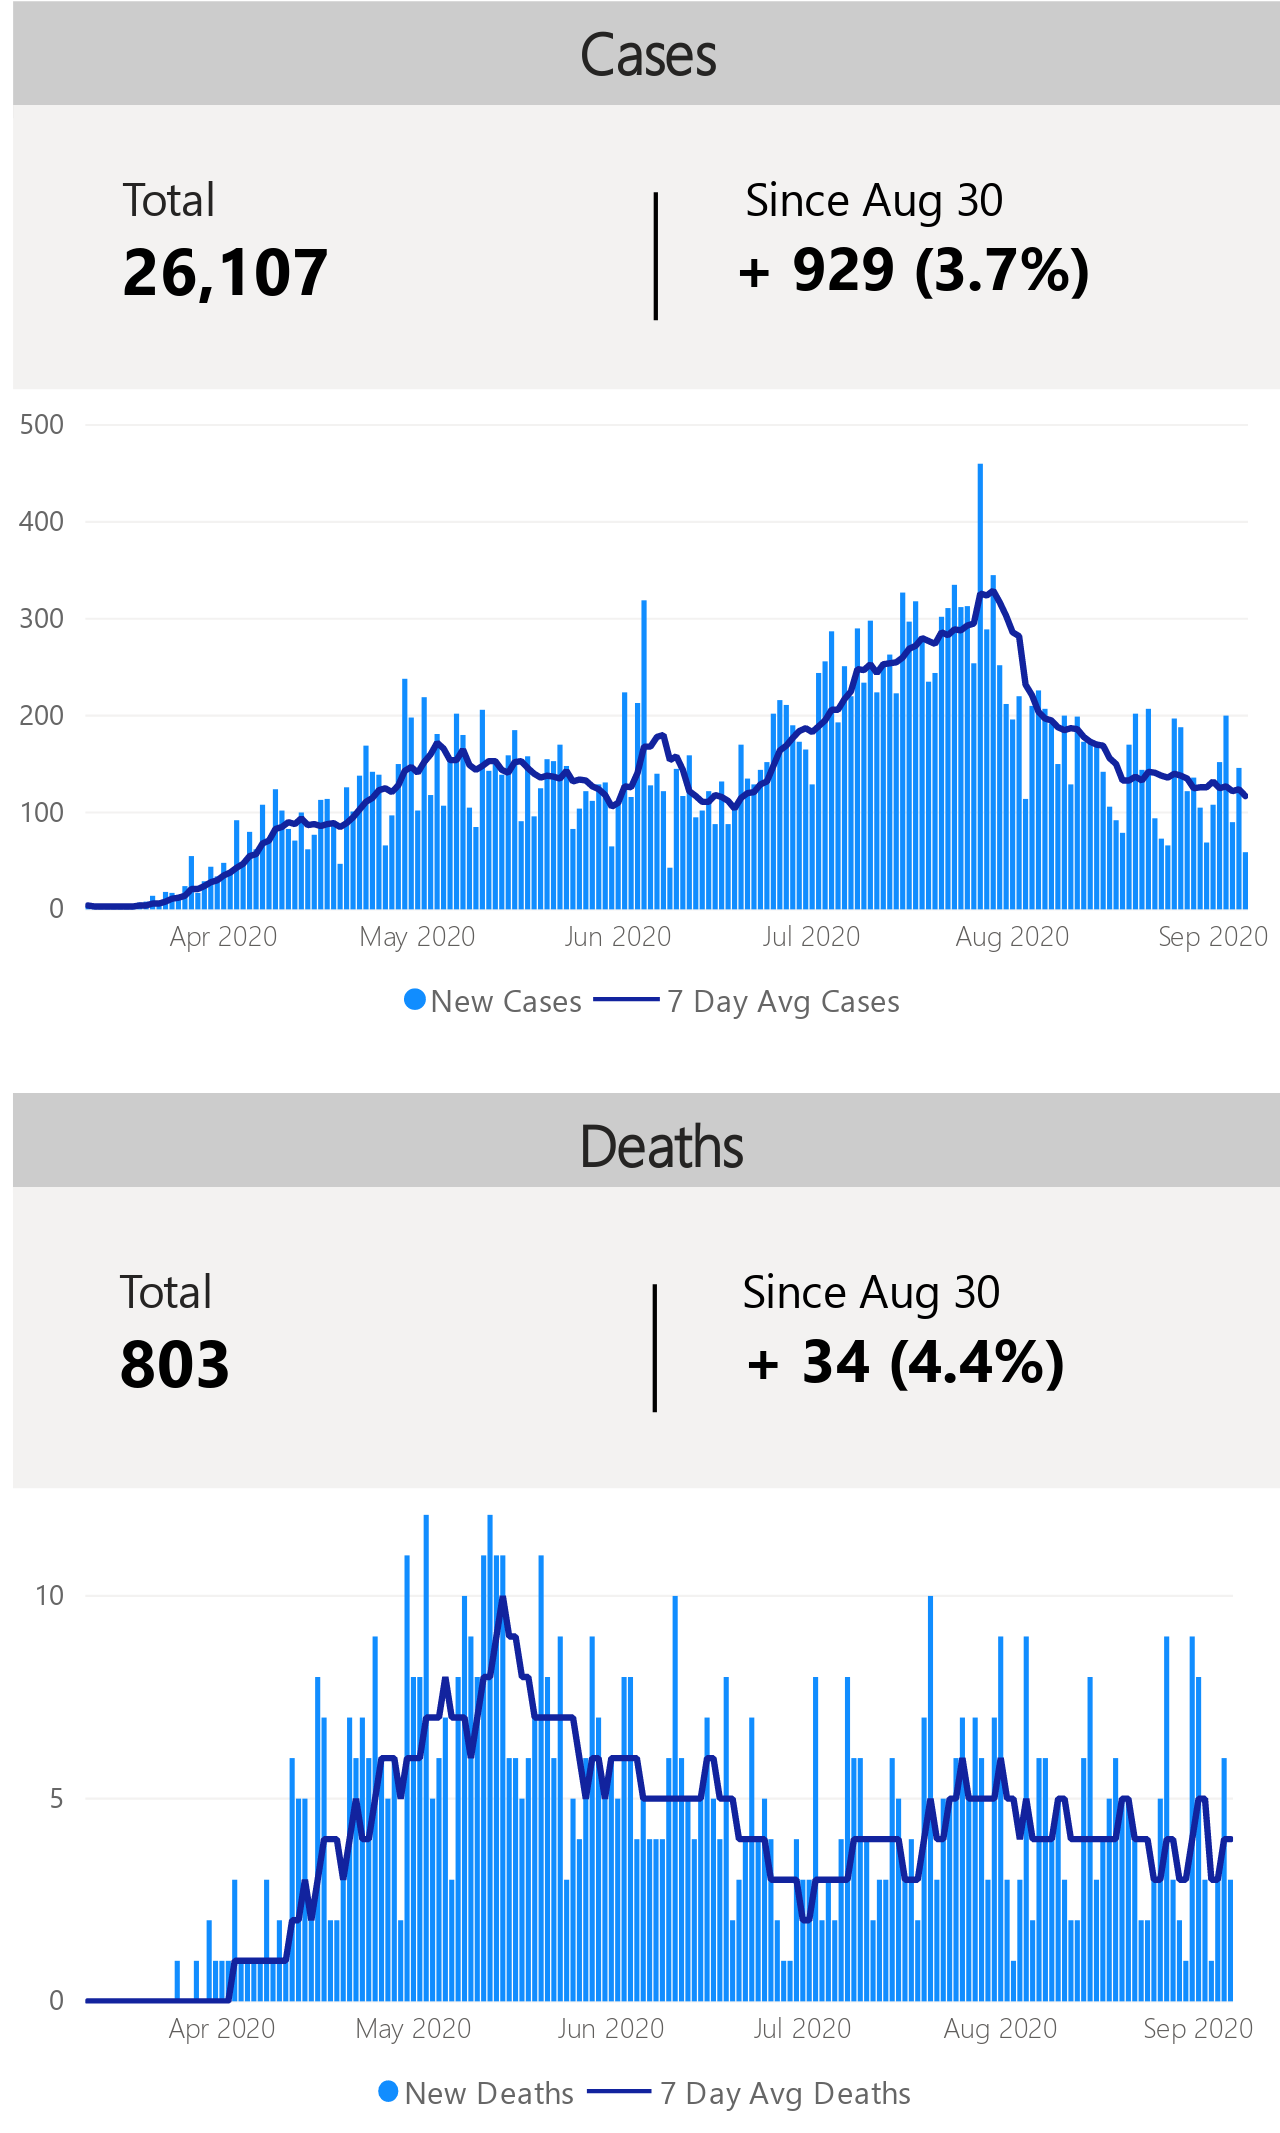 Cases
Total
Since Aug 30
26,107
+ 929 (3.7%)
500
400
300
200
100
0
Apr 2020 May 2020 Jun 2020 Jul 2020 Aug 2020 Sep 2020
New Cases 7 Day Avg Cases
Deaths
Total
Since Aug 30
803
+ 34 (4.4%)
10
5
0
Apr 2020 May 2020 Jun 2020 Jul 2020 Aug 2020 Sep 2020
New Deaths 7 Day Avg Deaths